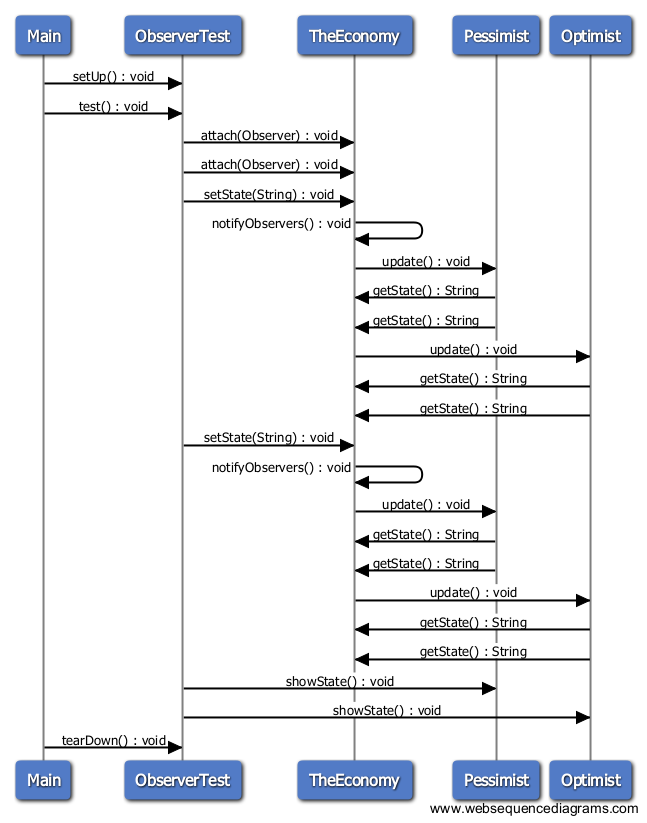 Main ObserverTest TheEconomy Pessimist Optimist
setUp() : void
test() : void
attach(Observer) : void
attach(Observer) : void
setState(String) : void
notifyObservers() : void
update() : void
getState() : String
getState() : String
update() : void
getState() : String
getState() : String
setState(String) : void
notifyObservers() : void
update() : void
getState() : String
getState() : String
update() : void
getState() : String
getState() : String
showState() : void
showState() : void
tearDown() : void
Main ObserverTest TheEconomy Pessimist Optimist
www.websequencediagrams.com